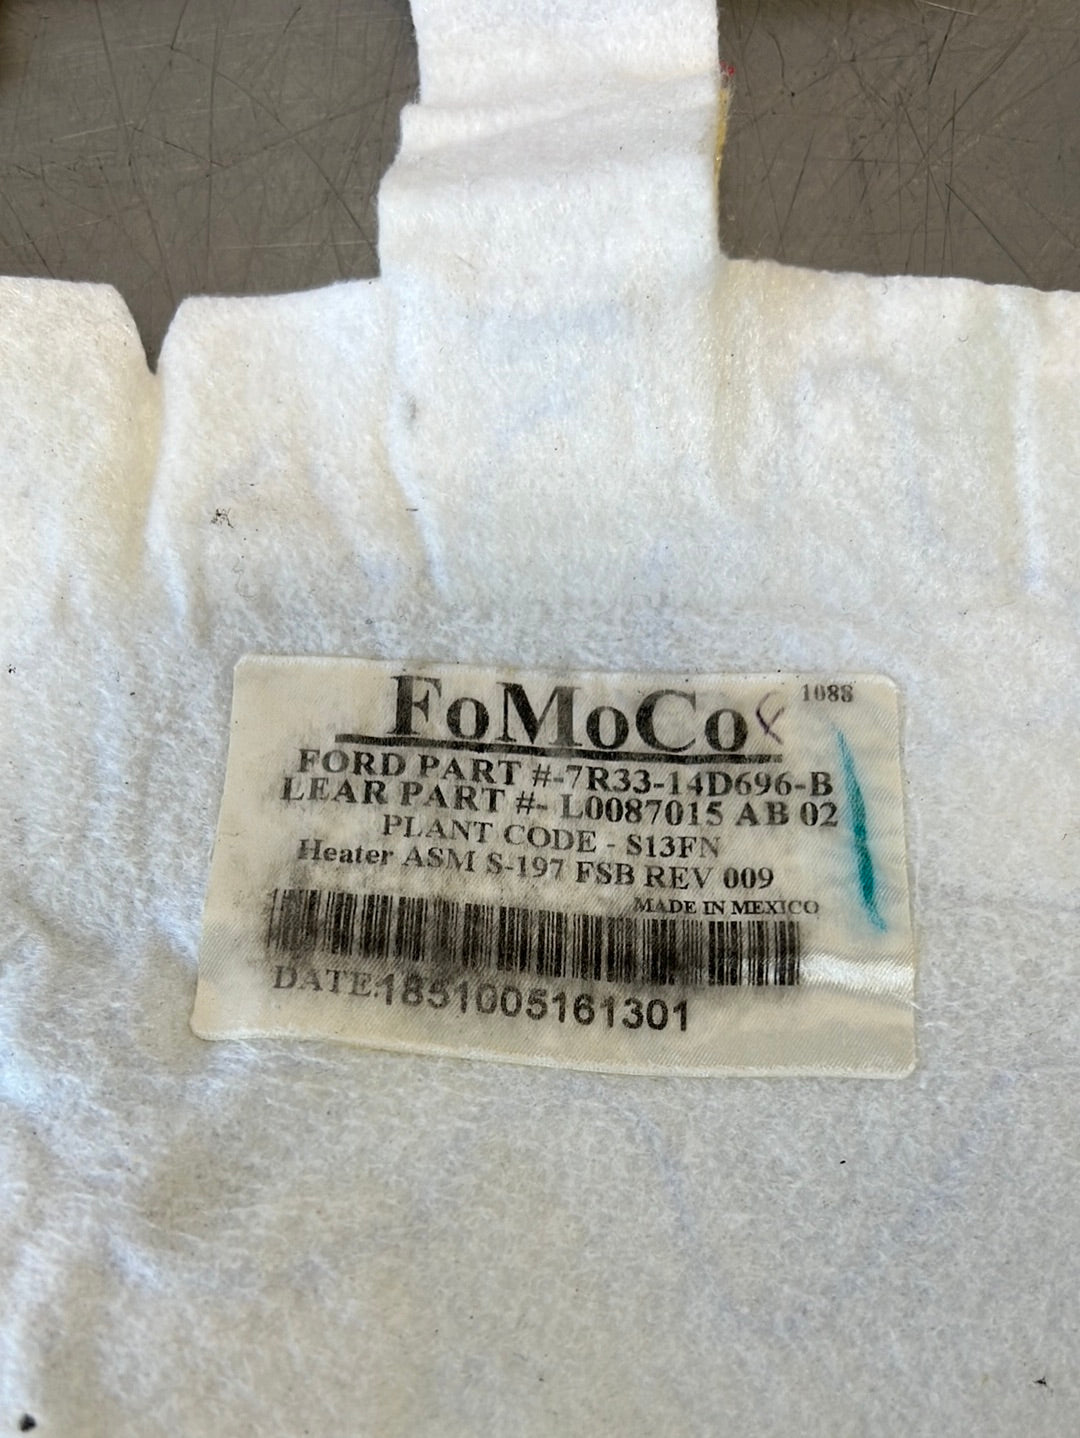 FoMoCo
1088
FORD PART #-7R33-14D696-B
LEAR PART #- L0087015 AB 02
PLANT CODE - S13FN
Heater ASM S-197 FSB REV 009
MADE IN MEXICO
DATE:1851005161301